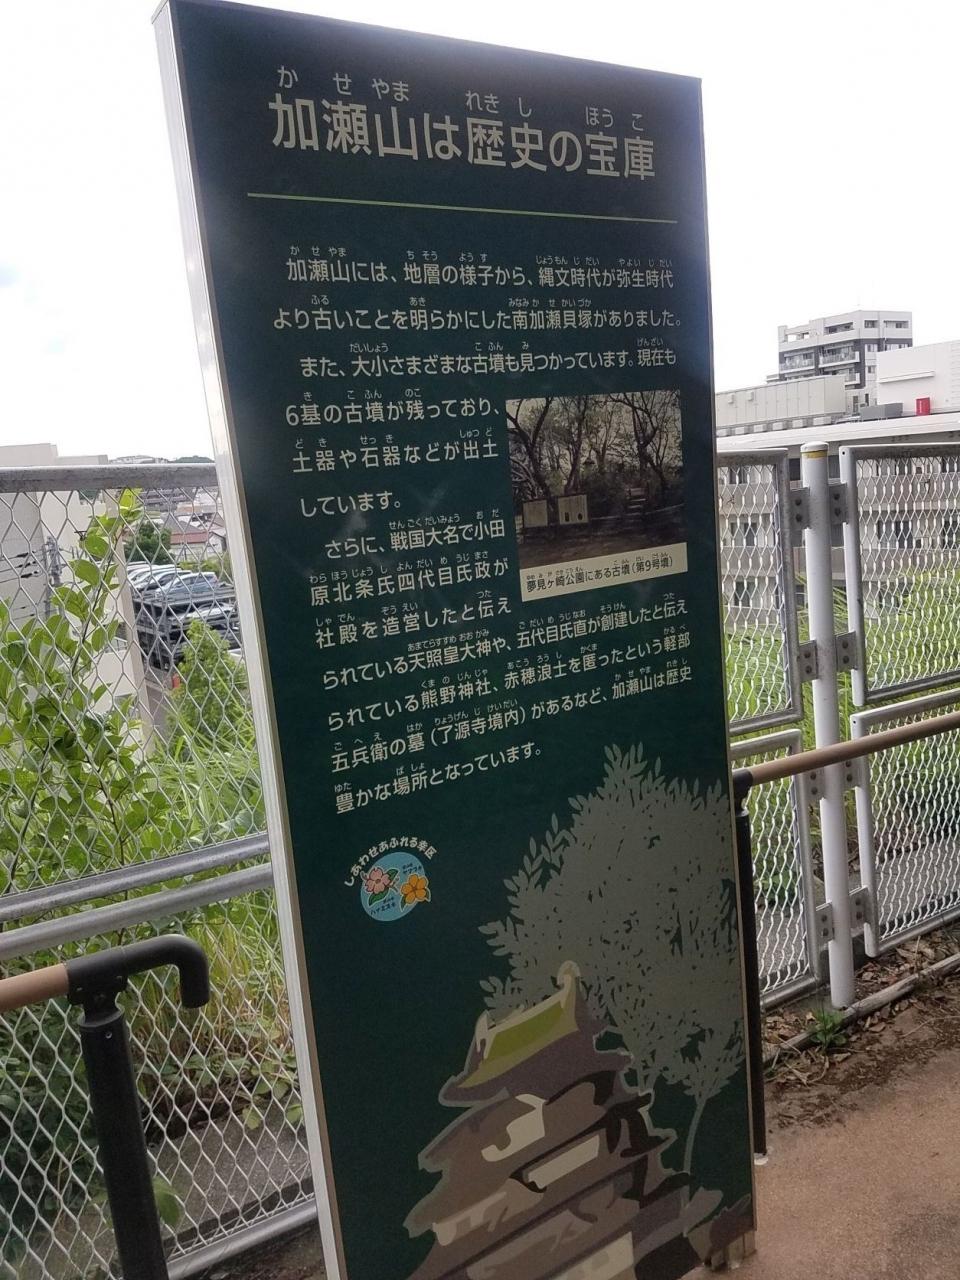 加瀬山は歴史の宝庫
加瀬山には、地層の様子から、縄文時代が弥生時代
より古いことを明らかにした南加瀬貝塚がありました。
また、大小さまざまな古墳も見つかっています。現在も
6基の古墳が残っており、
土器や石器などが出土
しています。
さらに、戦国大名で小田
原北条氏四代目氏政が
社殿を造営したと伝え
られている天照皇大神や、五代目氏直が創建したと伝え
られている熊野神社、赤穂浪士を匿ったという軽部
五兵衛の墓（了源寺境内）があるなど、加瀬山は歴史
豊かな場所となっています。
夢見ヶ崎公園にある古墳（第9号墳）
しあわせあふれる幸区